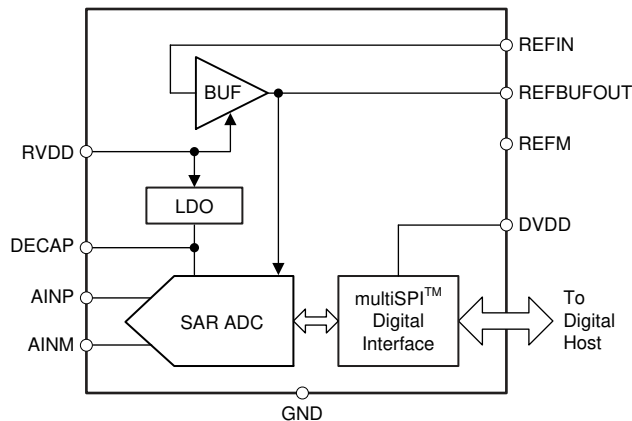 REFIN
BUF
REFBUFOUT
RVDD
REFM
LDO
DVDD
DECAP
AINP
SAR ADC
multiSPI™
Digital
Interface
To
Digital
Host
AINM
GND